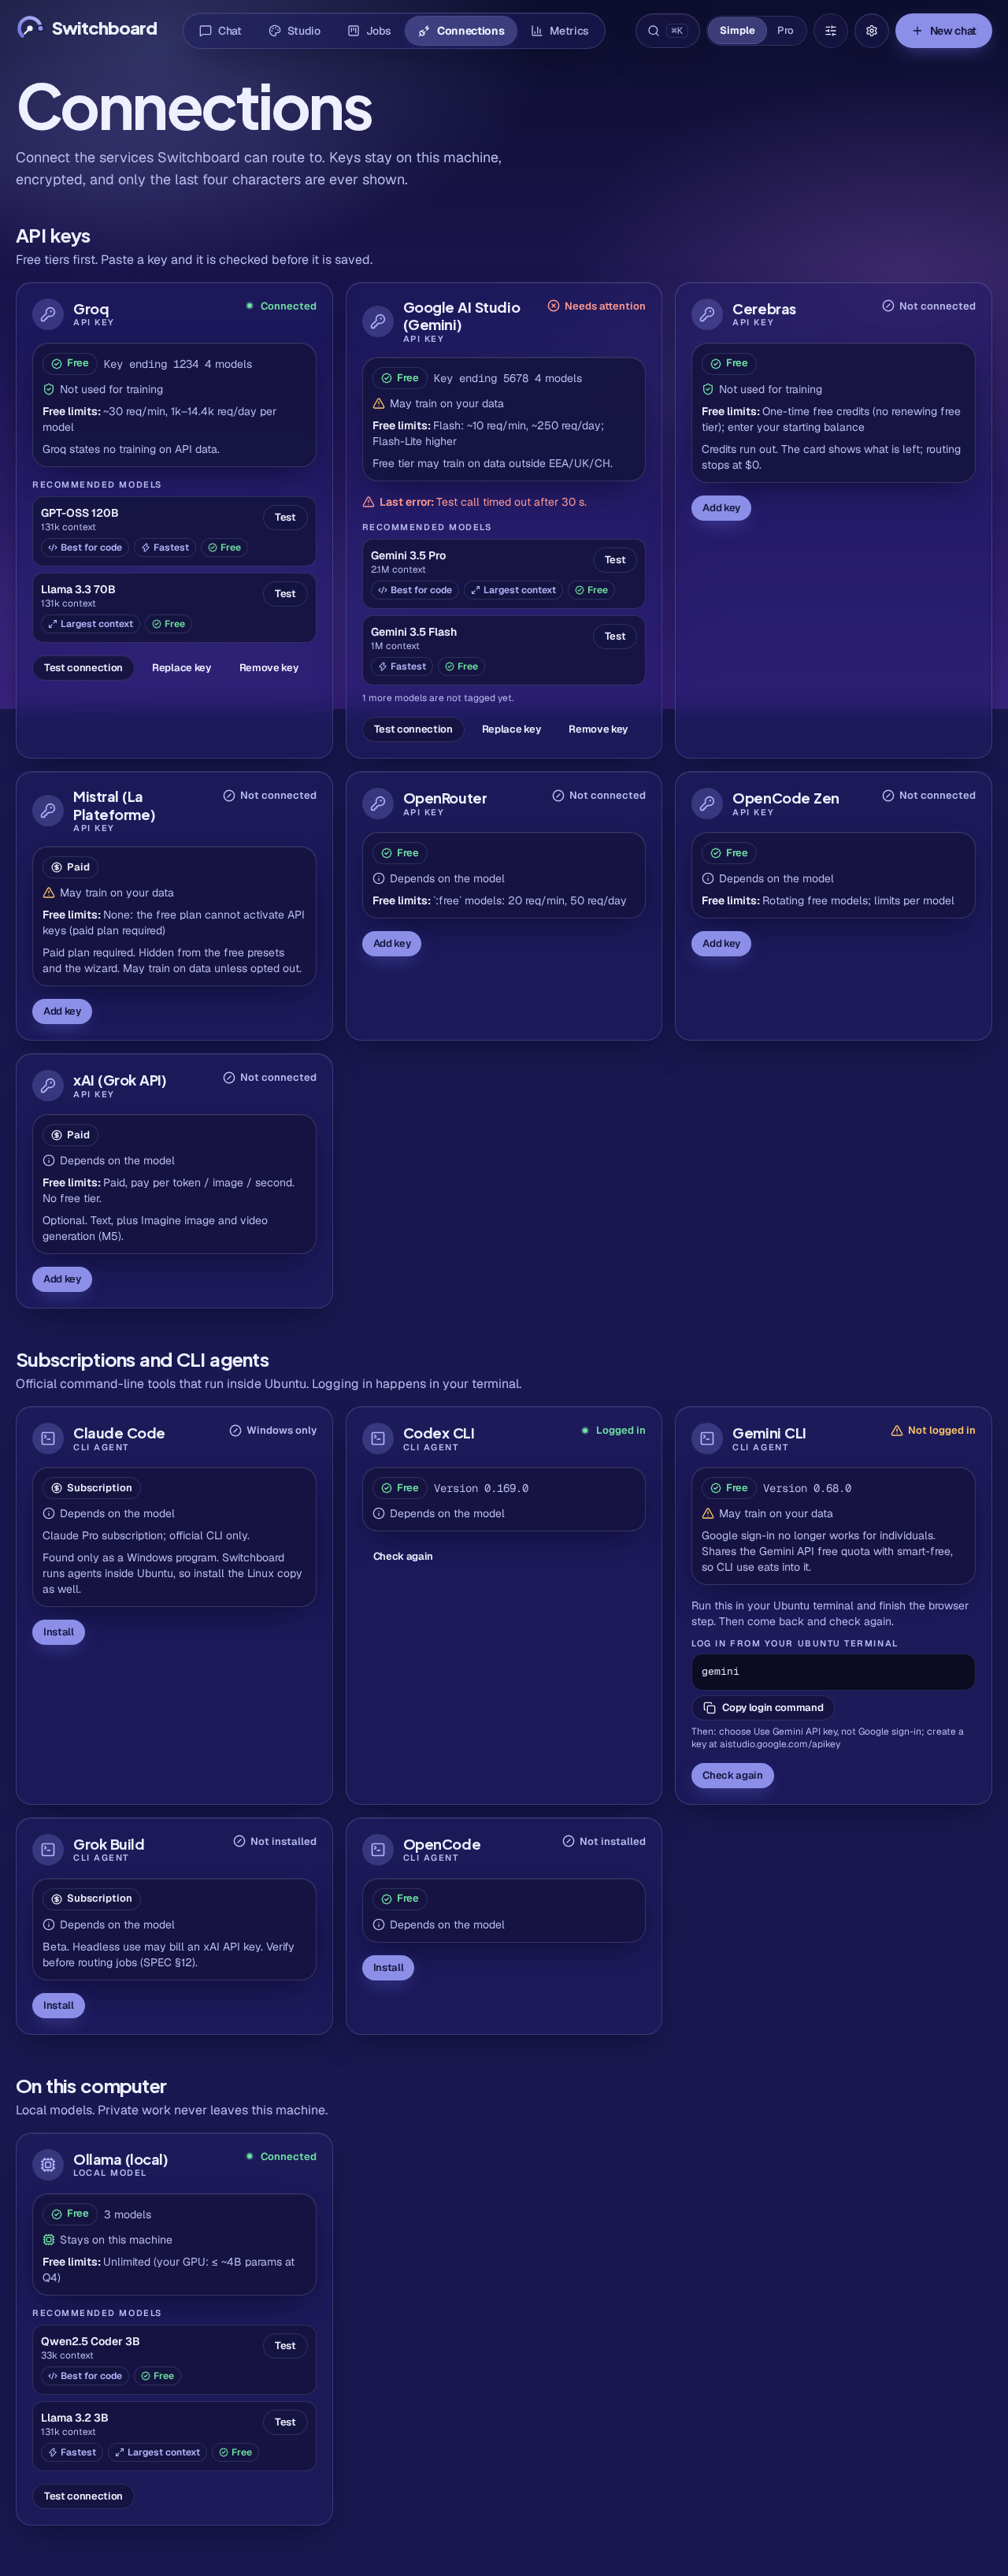 Switchboard
Chat
Studio
Jobs
Connections
Metrics
⌘K
Simple
Pro
New chat
Connections
Connect the services Switchboard can route to. Keys stay on this machine,
encrypted, and only the last four characters are ever shown.
API keys
Free tiers first. Paste a key and it is checked before it is saved.
Groq
API KEY
Connected
Free
Key ending 1234 4 models
Not used for training
Free limits: ~30 req/min, 1k–14.4k req/day per
model
Groq states no training on API data.
RECOMMENDED MODELS
GPT-OSS 120B
131k context
Test
Best for code
Fastest
Free
Llama 3.3 70B
131k context
Test
Largest context
Free
Test connection
Replace key
Remove key
Google AI Studio
(Gemini)
API KEY
Needs attention
Free
Key ending 5678 4 models
May train on your data
Free limits: Flash: ~10 req/min, ~250 req/day;
Flash-Lite higher
Free tier may train on data outside EEA/UK/CH.
Last error: Test call timed out after 30 s.
RECOMMENDED MODELS
Gemini 3.5 Pro
2.1M context
Test
Best for code
Largest context
Free
Gemini 3.5 Flash
1M context
Test
Fastest
Free
1 more models are not tagged yet.
Test connection
Replace key
Remove key
Cerebras
API KEY
Not connected
Free
Not used for training
Free limits: One-time free credits (no renewing free
tier); enter your starting balance
Credits run out. The card shows what is left; routing
stops at $0.
Add key
Mistral (La
Plateforme)
API KEY
Not connected
Paid
May train on your data
Free limits: None: the free plan cannot activate API
keys (paid plan required)
Paid plan required. Hidden from the free presets
and the wizard. May train on data unless opted out.
Add key
OpenRouter
API KEY
Not connected
Free
Depends on the model
Free limits: `:free` models: 20 req/min, 50 req/day
Add key
OpenCode Zen
API KEY
Not connected
Free
Depends on the model
Free limits: Rotating free models; limits per model
Add key
xAI (Grok API)
API KEY
Not connected
Paid
Depends on the model
Free limits: Paid, pay per token / image / second.
No free tier.
Optional. Text, plus Imagine image and video
generation (M5).
Add key
Subscriptions and CLI agents
Official command-line tools that run inside Ubuntu. Logging in happens in your terminal.
Claude Code
CLI AGENT
Windows only
Subscription
Depends on the model
Claude Pro subscription; official CLI only.
Found only as a Windows program. Switchboard
runs agents inside Ubuntu, so install the Linux copy
as well.
Install
Codex CLI
CLI AGENT
Logged in
Free
Version 0.169.0
Depends on the model
Check again
Gemini CLI
CLI AGENT
Not logged in
Free
Version 0.68.0
May train on your data
Google sign-in no longer works for individuals.
Shares the Gemini API free quota with smart-free,
so CLI use eats into it.
Run this in your Ubuntu terminal and finish the browser
step. Then come back and check again.
LOG IN FROM YOUR UBUNTU TERMINAL
gemini
Copy login command
Then: choose Use Gemini API key, not Google sign-in; create a
key at aistudio.google.com/apikey
Check again
Grok Build
CLI AGENT
Not installed
Subscription
Depends on the model
Beta. Headless use may bill an xAI API key. Verify
before routing jobs (SPEC §12).
Install
OpenCode
CLI AGENT
Not installed
Free
Depends on the model
Install
On this computer
Local models. Private work never leaves this machine.
Ollama (local)
LOCAL MODEL
Connected
Free
3 models
Stays on this machine
Free limits: Unlimited (your GPU: ≤ ~4B params at
Q4)
RECOMMENDED MODELS
Qwen2.5 Coder 3B
33k context
Test
Best for code
Free
Llama 3.2 3B
131k context
Test
Fastest
Largest context
Free
Test connection